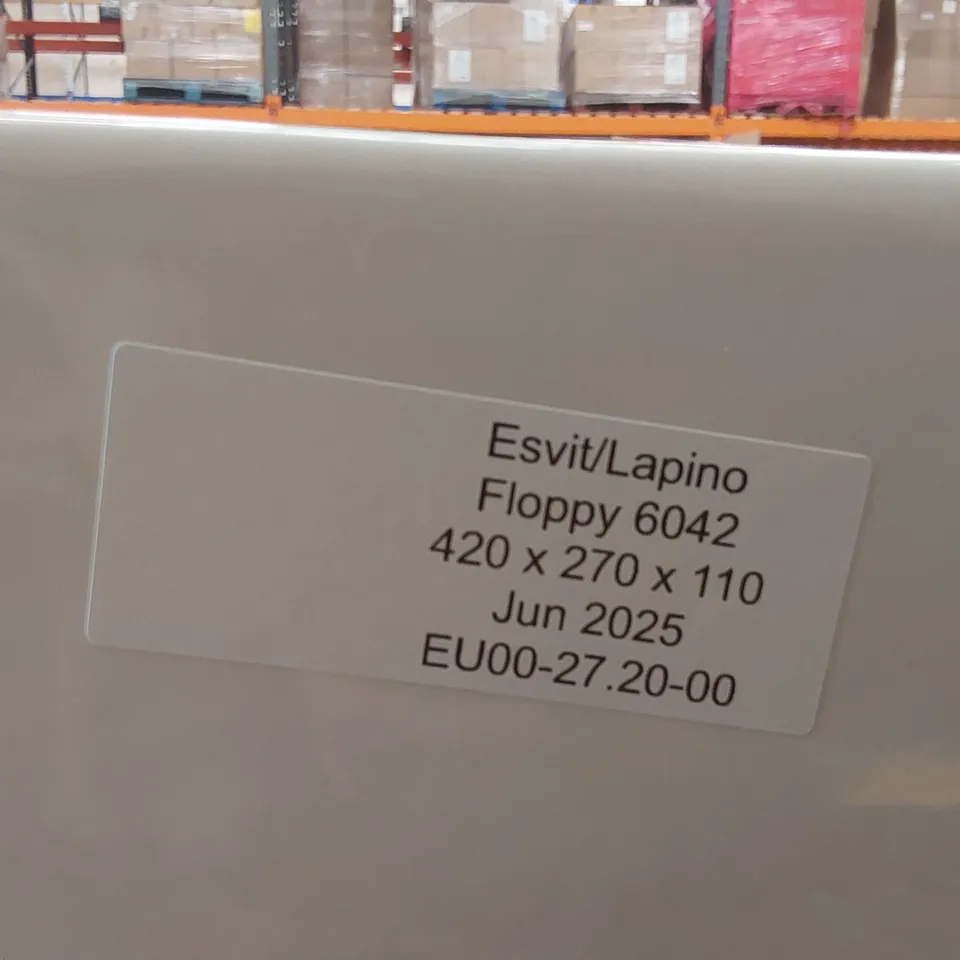 Esvit/Lapino
Floppy 6042
420 x 270 x 110
Jun 2025
EU00-27.20-00